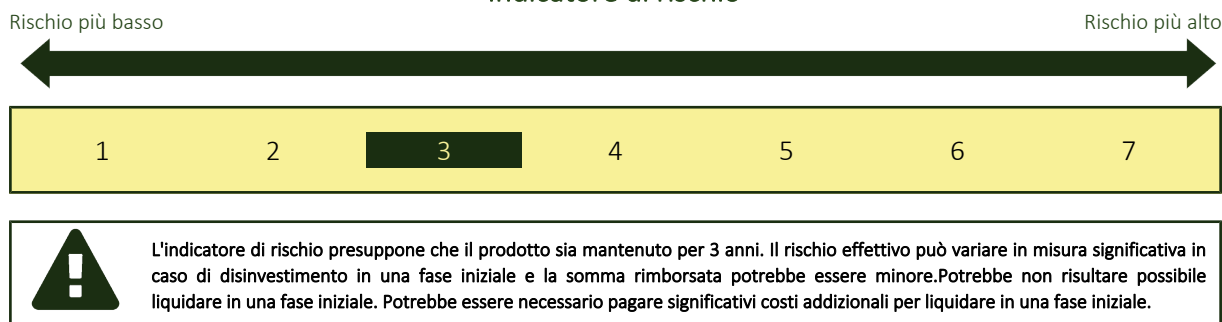 Indicatore di rischio
Rischio più basso Rischio più alto
1 2 3 4 5 6 7
L'indicatore di rischio presuppone che il prodotto sia mantenuto per 3 anni. Il rischio effettivo può variare in misura significativa in
caso di disinvestimento in una fase iniziale e la somma rimborsata potrebbe essere minore.Potrebbe non risultare possibile
liquidare in una fase iniziale. Potrebbe essere necessario pagare significativi costi addizionali per liquidare in una fase iniziale.